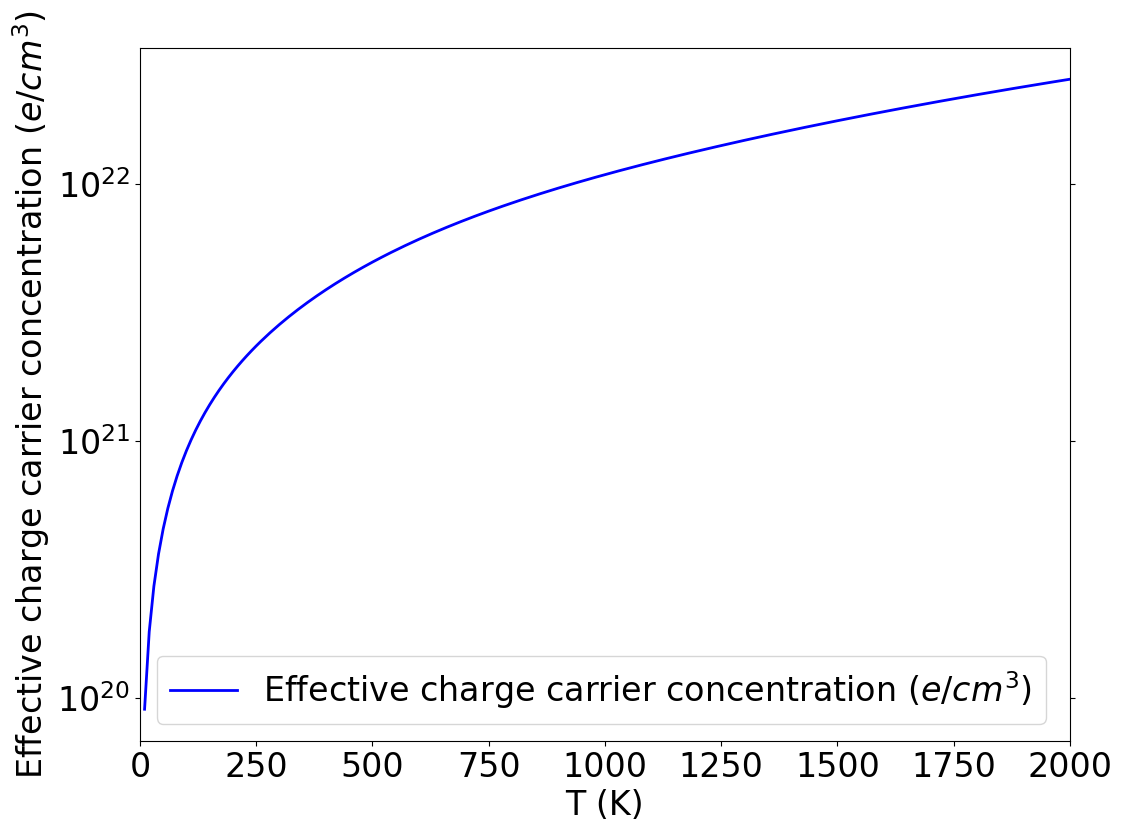 Effective charge carrier concentration (e/cm³)
10²²
10²¹
10²⁰
Effective charge carrier concentration (e/cm³)
0 250 500 750 1000 1250 1500 1750 2000
T (K)